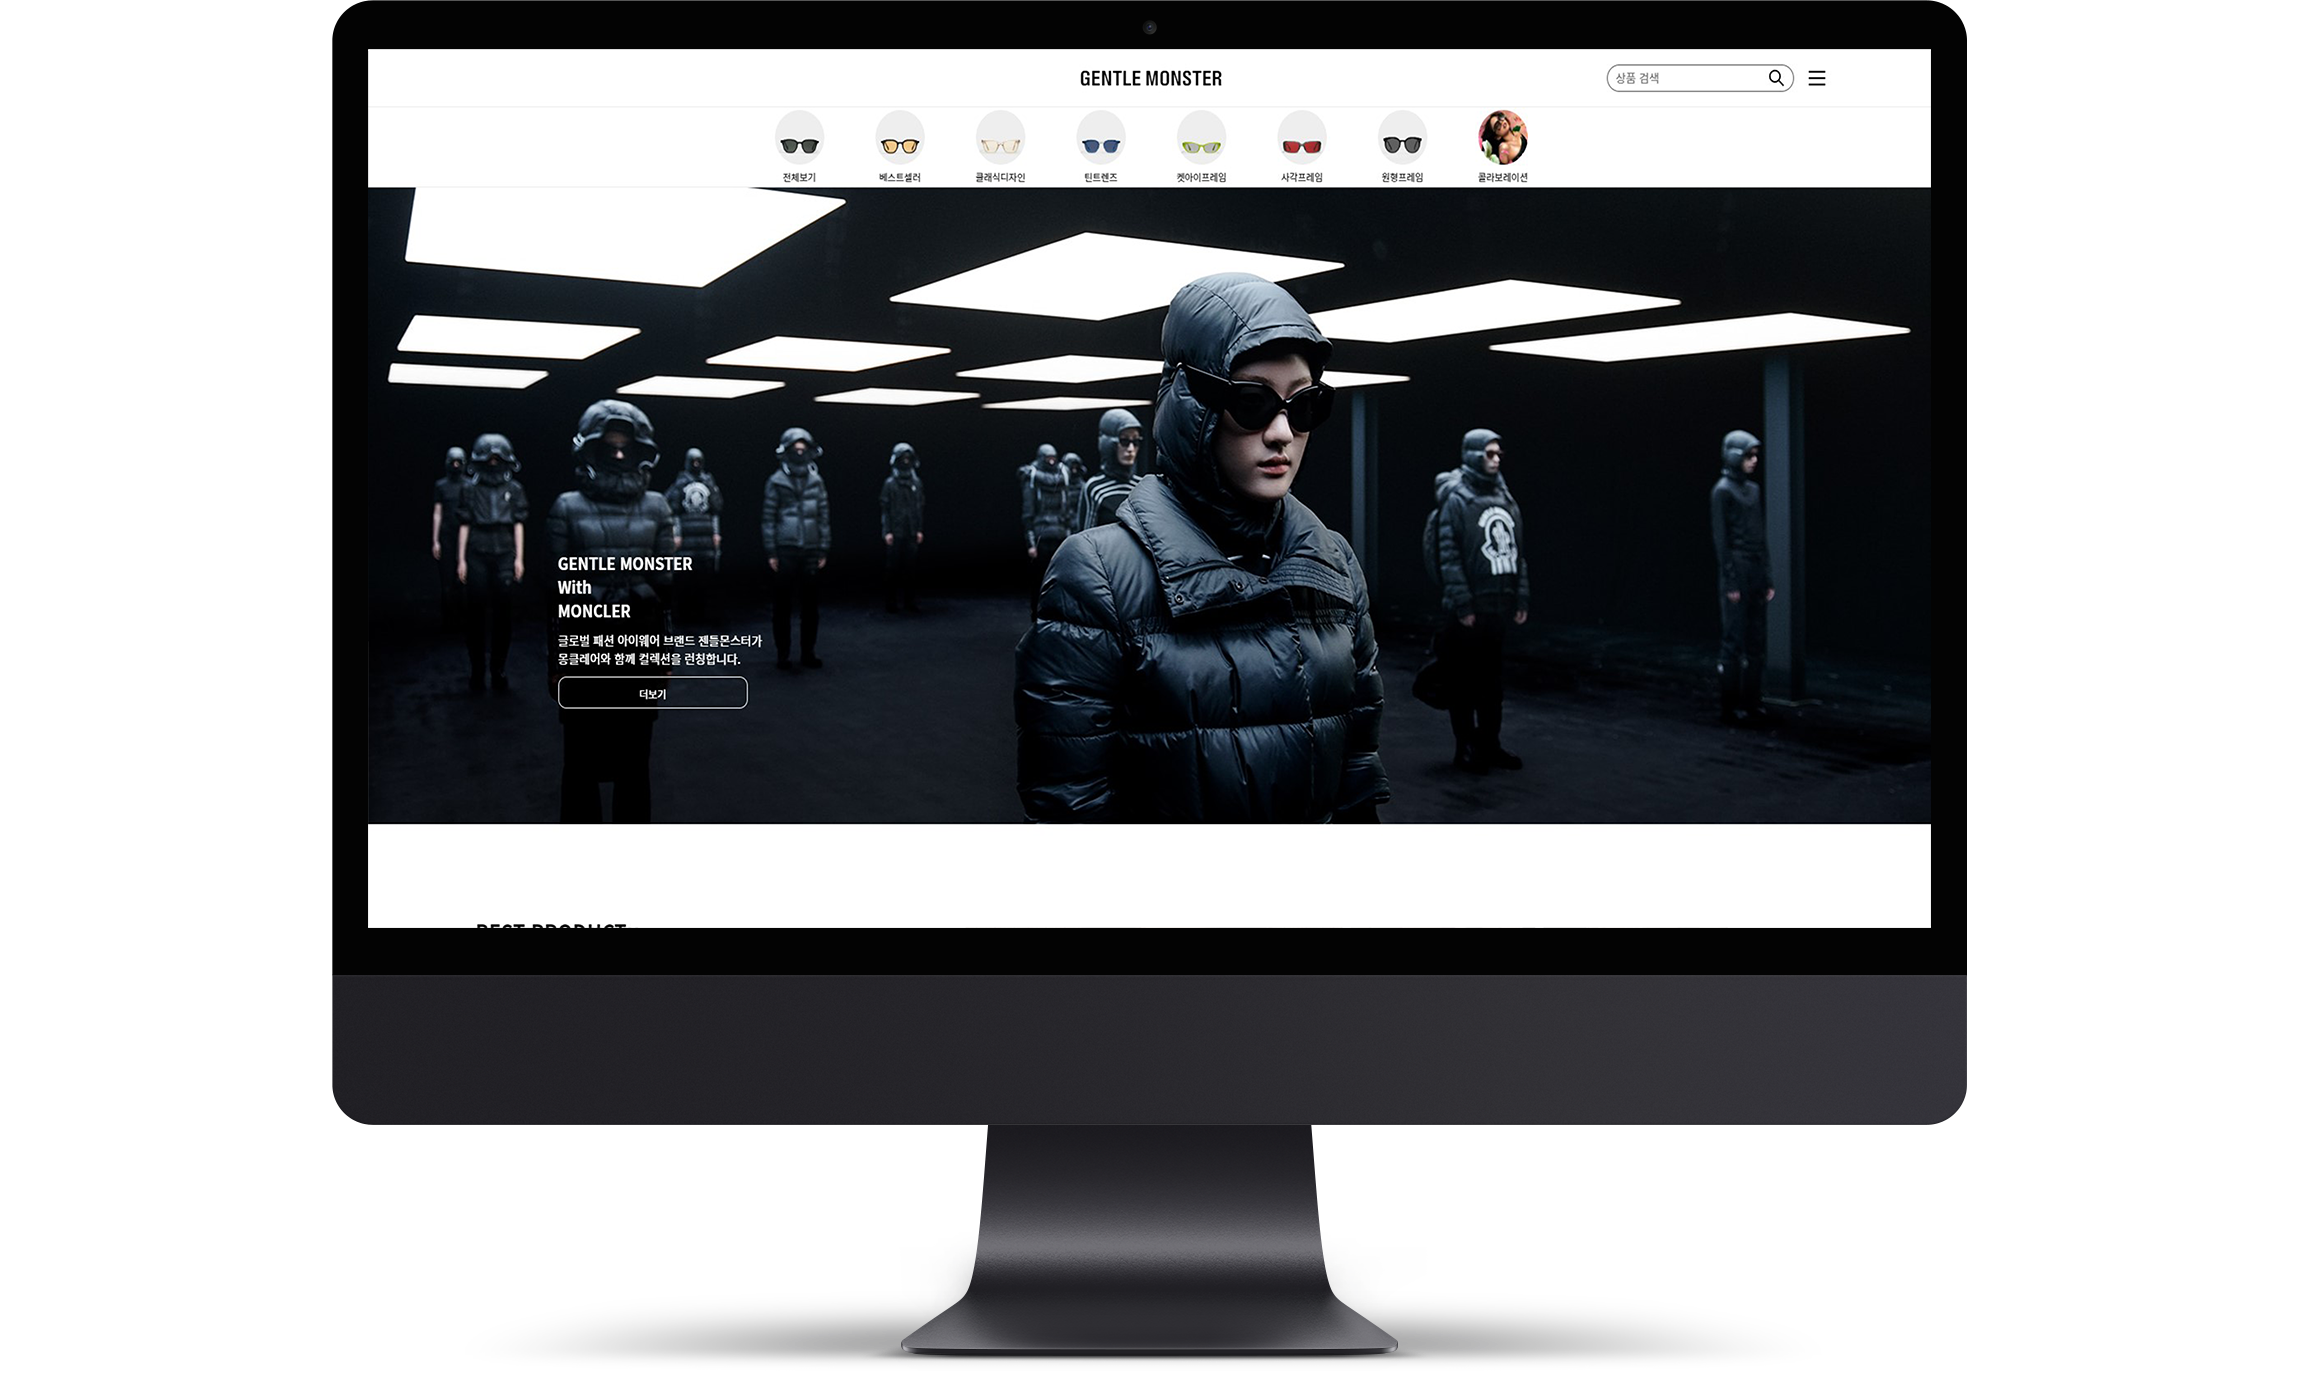 GENTLE MONSTER
상품 검색
전체보기
베스트셀러
클래식디자인
틴트렌즈
켓아이프레임
사각프레임
원형프레임
콜라보레이션
GENTLE MONSTER
With
MONCLER
글로벌 패션 아이웨어 브랜드 젠틀몬스터가
몽클레어와 함께 컬렉션을 런칭합니다.
더보기
BEST PRODUCT